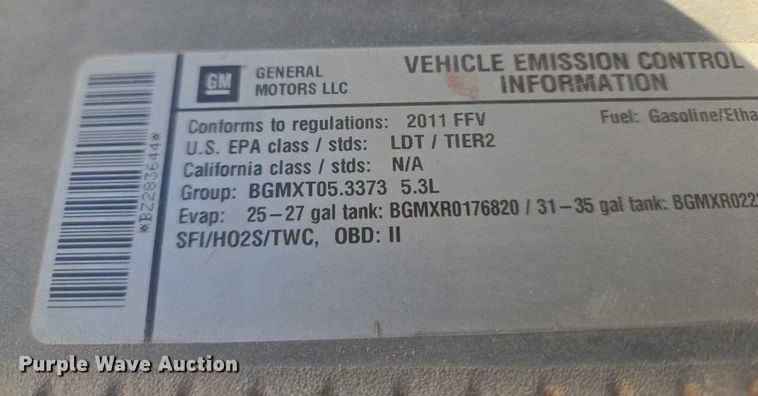 GM
GENERAL MOTORS LLC
VEHICLE EMISSION CONTROL
INFORMATION
Conforms to regulations: 2011 FFV
Fuel: Gasoline/Etha
U.S. EPA class / stds: LDT / TIER2
California class / stds: N/A
Group: BGMXT05.3373 5.3L
Evap: 25-27 gal tank: BGMXR0176820 / 31-35 gal tank: BGMXR022
SFI/HO2S/TWC, OBD: II
*BZ283644*
Purple Wave Auction